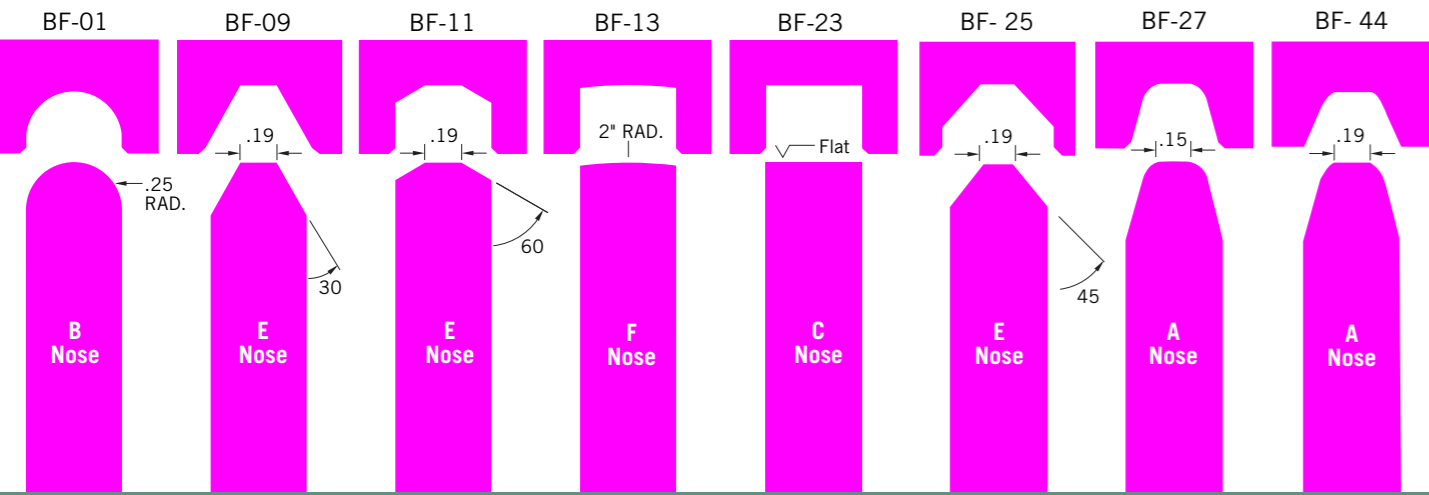 BF-01
BF-09
BF-11
BF-13
BF-23
BF- 25
BF-27
BF- 44
.25
RAD.
.19
30
.19
60
2" RAD.
Flat
.19
45
.15
.19
B
Nose
E
Nose
E
Nose
F
Nose
C
Nose
E
Nose
A
Nose
A
Nose